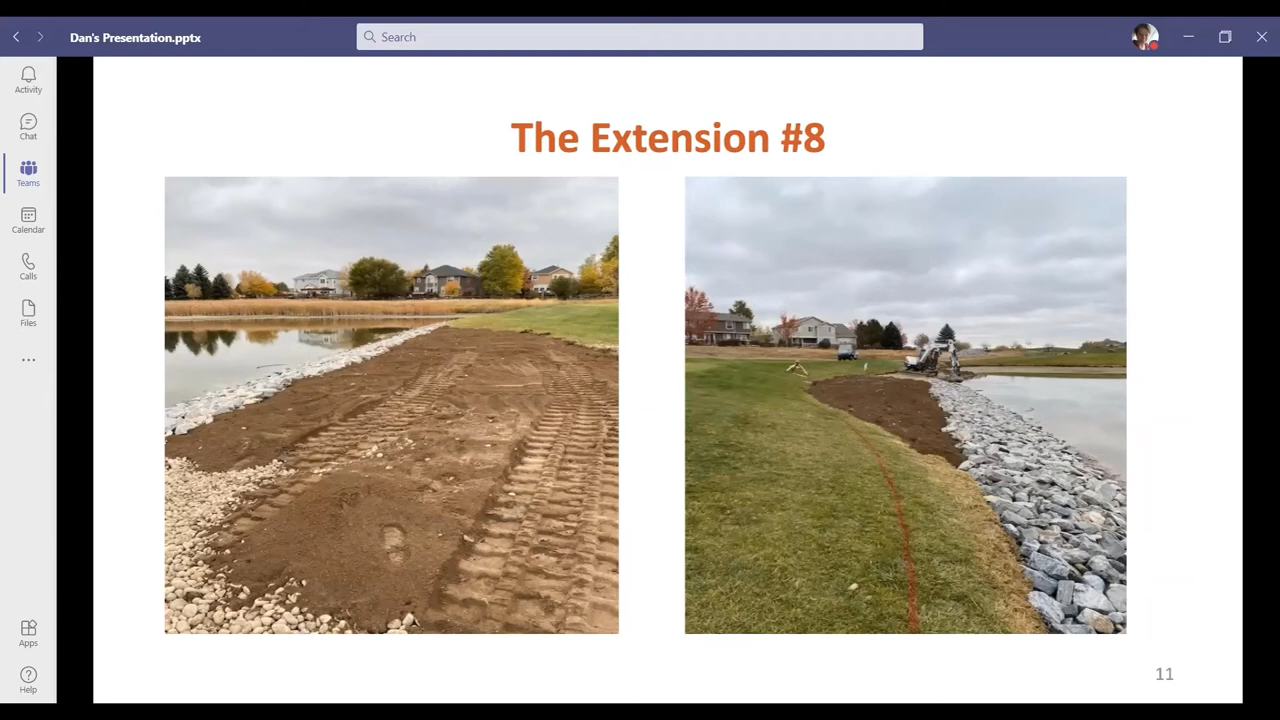 Dan's Presentation.pptx
Search
Activity
Chat
Teams
Calendar
Calls
Files
Apps
Help
The Extension #8
11